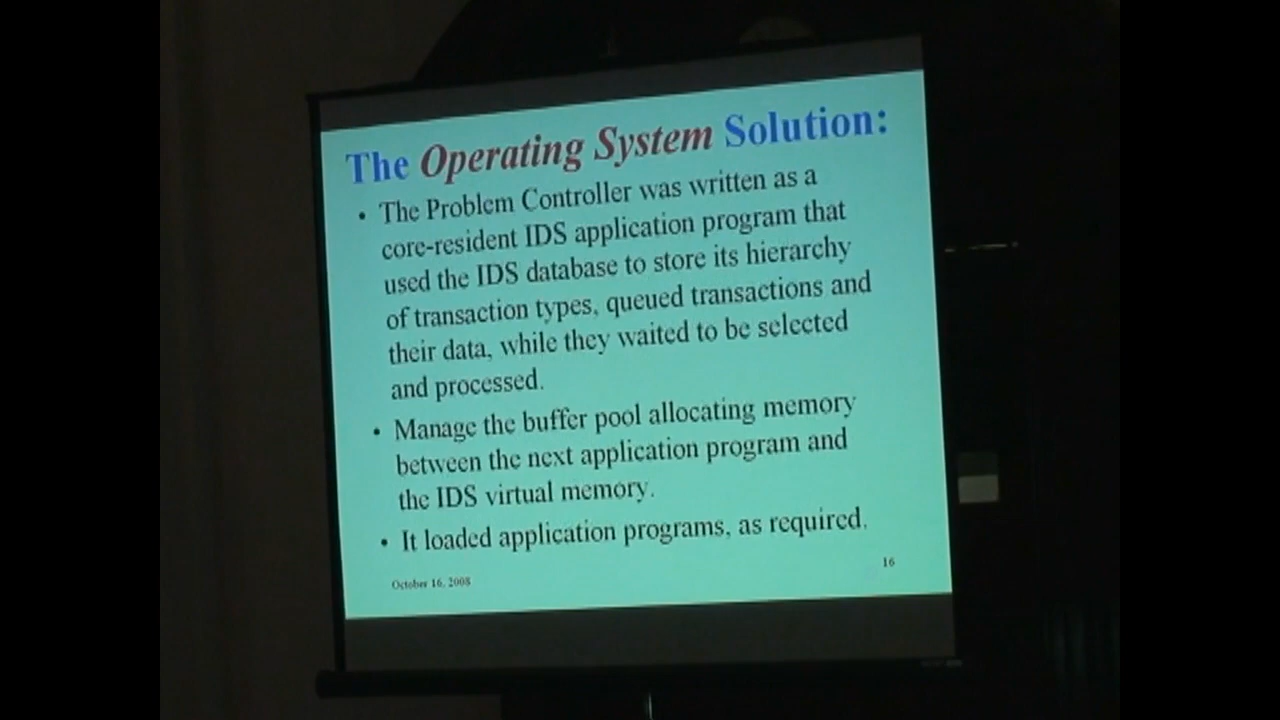 The Operating System Solution:
• The Problem Controller was written as a
core-resident IDS application program that
used the IDS database to store its hierarchy
of transaction types, queued transactions and
their data, while they waited to be selected
and processed.
• Manage the buffer pool allocating memory
between the next application program and
the IDS virtual memory.
• It loaded application programs, as required.
October 16, 2008
16